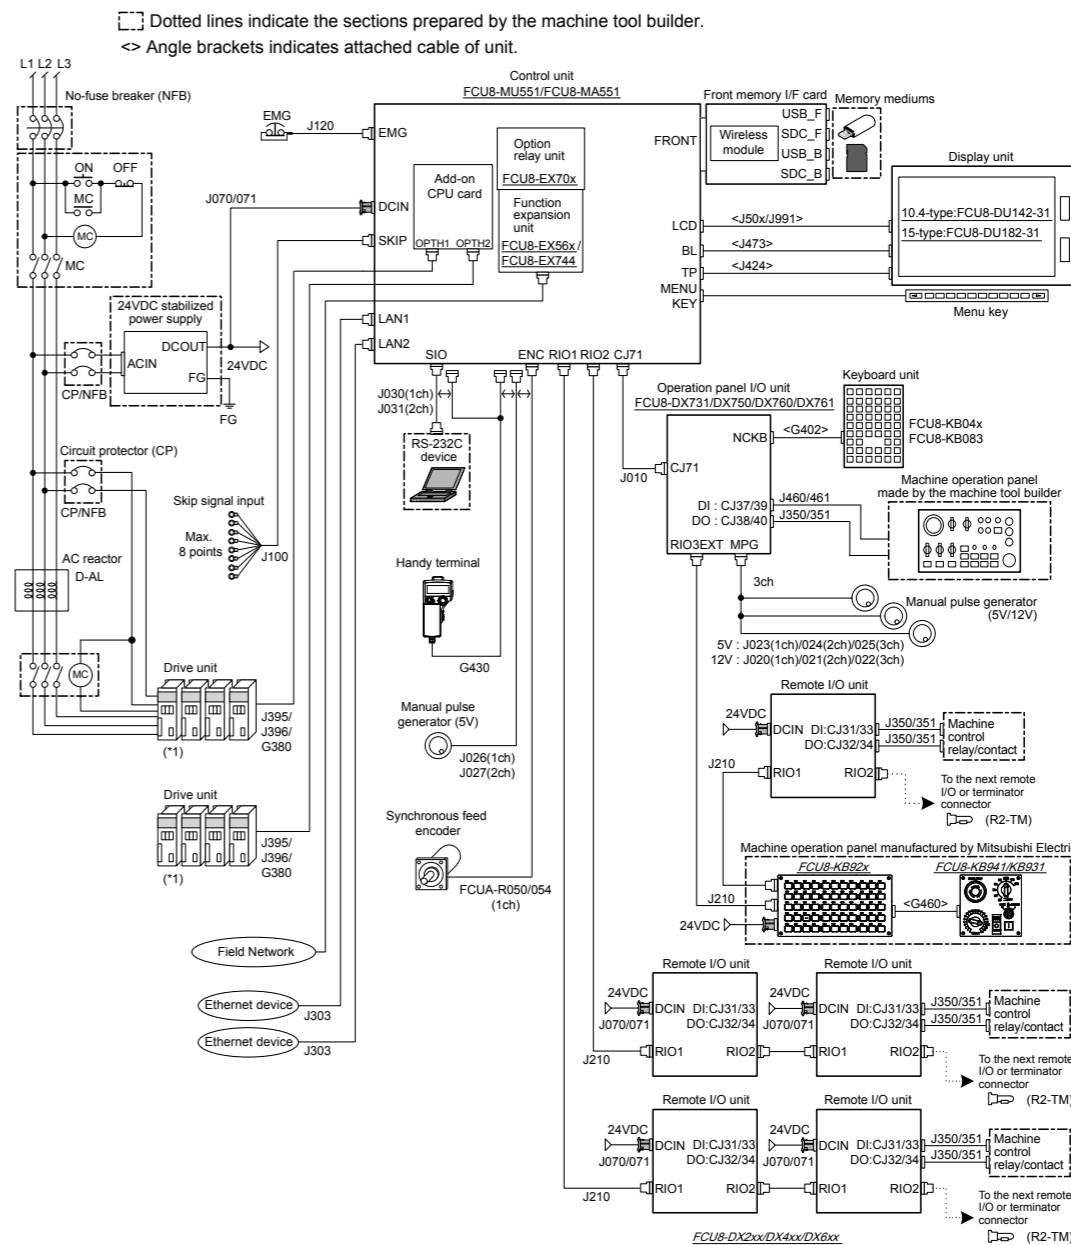 Dotted lines indicate the sections prepared by the machine tool builder.
<> Angle brackets indicates attached cable of unit.
L1 L2 L3
No-fuse breaker (NFB)
ON OFF
MC
MC
MC
24VDC stabilized
power supply
DCOUT
ACIN
FG
24VDC
FG
CP/NFB
Circuit protector (CP)
CP/NFB
Skip signal input
Max.
8 points
J100
AC reactor
D-AL
MC
Drive unit
(*1)
J395/
J396/
G380
Drive unit
(*1)
J395/
J396/
G380
Field Network
Ethernet device
J303
Ethernet device
J303
EMG
J120
J070/071
Control unit
FCU8-MU551/FCU8-MA551
EMG
DCIN
SKIP
LAN1
LAN2
Add-on
CPU card
OPTH1 OPTH2
Option
relay unit
FCU8-EX70x
Function
expansion
unit
FCU8-EX56x /
FCU8-EX744
FRONT
LCD
BL
TP
MENU
KEY
SIO
ENC RIO1 RIO2 CJ71
Front memory I/F card
Wireless
module
USB_F
SDC_F
USB_B
SDC_B
Memory mediums
Display unit
<J50x/J991>
<J473>
<J424>
10.4-type:FCU8-DU142-31
15-type:FCU8-DU182-31
Menu key
J030(1ch)
J031(2ch)
RS-232C
device
Handy terminal
G430
Manual pulse
generator (5V)
J026(1ch)
J027(2ch)
Synchronous feed
encoder
FCUA-R050/054
(1ch)
Operation panel I/O unit
FCU8-DX731/DX750/DX760/DX761
J010
CJ71
NCKB
DI : CJ37/39
DO : CJ38/40
RIO3EXT MPG
<G402>
Keyboard unit
FCU8-KB04x
FCU8-KB083
Machine operation panel
made by the machine tool builder
J460/461
J350/351
3ch
Manual pulse generator
(5V/12V)
5V : J023(1ch)/024(2ch)/025(3ch)
12V : J020(1ch)/021(2ch)/022(3ch)
Remote I/O unit
24VDC
DCIN DI:CJ31/33
DO:CJ32/34
J350/351
J350/351
Machine
control
relay/contact
J210
RIO1
RIO2
To the next remote
I/O or terminator
connector
(R2-TM)
Machine operation panel manufactured by Mitsubishi Electri
FCU8-KB92x
FCU8-KB941/KB931
J210
<G460>
24VDC
Remote I/O unit
Remote I/O unit
24VDC
J070/071
DCIN DI:CJ31/33
DO:CJ32/34
24VDC
J070/071
DCIN DI:CJ31/33
DO:CJ32/34
J350/351
J350/351
Machine
control
relay/contact
J210
RIO1 RIO2
RIO1 RIO2
To the next remote
I/O or terminator
connector
(R2-TM)
Remote I/O unit
Remote I/O unit
24VDC
J070/071
DCIN DI:CJ31/33
DO:CJ32/34
24VDC
J070/071
DCIN DI:CJ31/33
DO:CJ32/34
J350/351
J350/351
Machine
control
relay/contact
J210
RIO1 RIO2
RIO1 RIO2
To the next remote
I/O or terminator
connector
(R2-TM)
FCU8-DX2xx/DX4xx/DX6xx